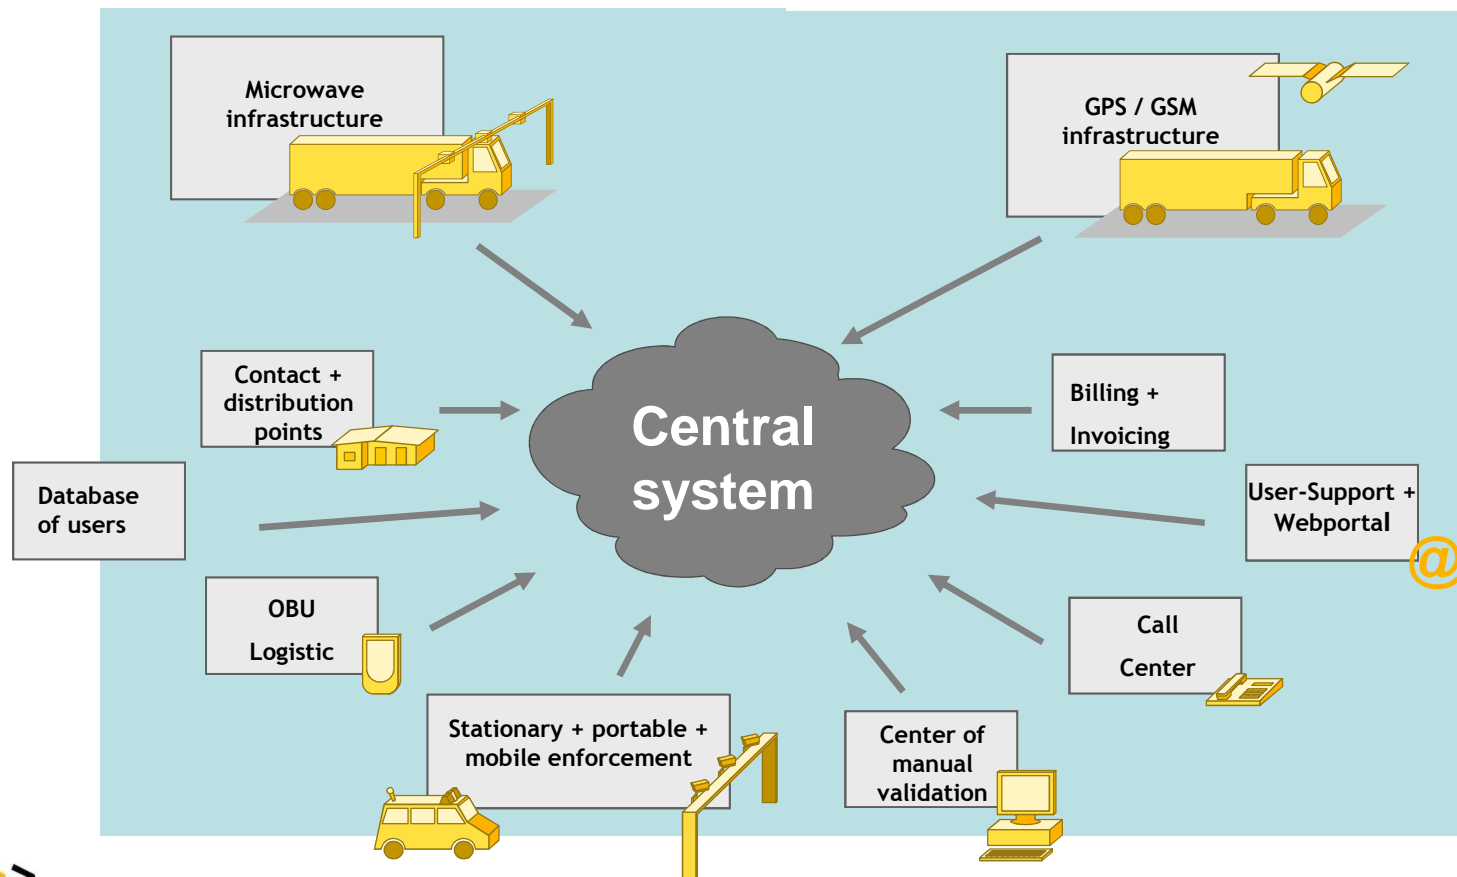 Microwave
infrastructure
GPS / GSM
infrastructure
Contact +
distribution
points
Central
system
Billing +
Invoicing
Database
of users
User-Support +
Webportal
@
OBU
Logistic
Call
Center
Stationary + portable +
mobile enforcement
Center of
manual
validation